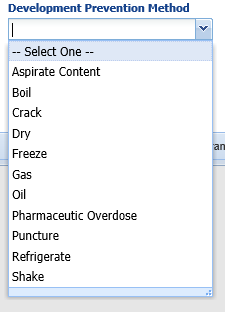 Development Prevention Method
-- Select One --
Aspirate Content
Boil
Crack
Dry
Freeze
Gas
Oil
Pharmaceutic Overdose
Puncture
Refrigerate
Shake